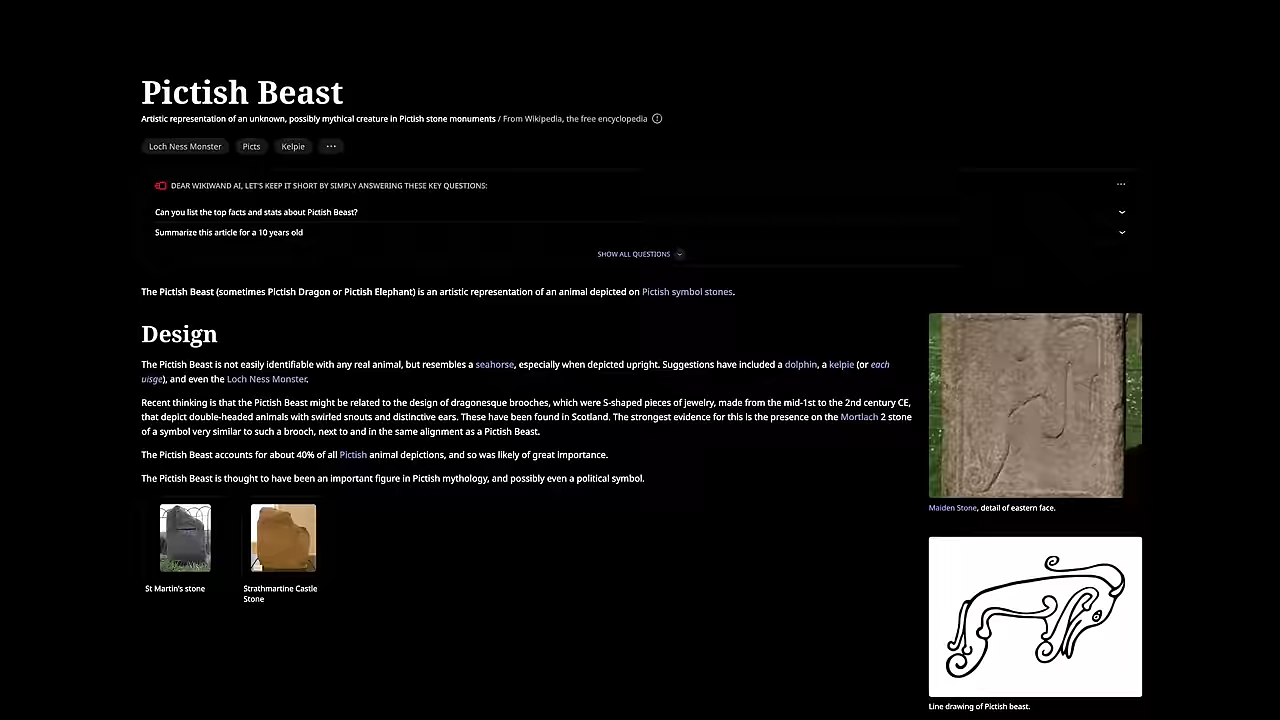 Pictish Beast
Artistic representation of an unknown, possibly mythical creature in Pictish stone monuments / From Wikipedia, the free encyclopedia
Loch Ness Monster Picts Kelpie ...
DEAR WIKIWAND AI, LET'S KEEP IT SHORT BY SIMPLY ANSWERING THESE KEY QUESTIONS:
Can you list the top facts and stats about Pictish Beast?
Summarize this article for a 10 years old
SHOW ALL QUESTIONS
The Pictish Beast (sometimes Pictish Dragon or Pictish Elephant) is an artistic representation of an animal depicted on Pictish symbol stones.
Design
The Pictish Beast is not easily identifiable with any real animal, but resembles a seahorse, especially when depicted upright. Suggestions have included a dolphin, a kelpie (or each
uisge), and even the Loch Ness Monster.
Recent thinking is that the Pictish Beast might be related to the design of dragonesque brooches, which were S-shaped pieces of jewelry, made from the mid-1st to the 2nd century CE,
that depict double-headed animals with swirled snouts and distinctive ears. These have been found in Scotland. The strongest evidence for this is the presence on the Mortlach 2 stone
of a symbol very similar to such a brooch, next to and in the same alignment as a Pictish Beast.
The Pictish Beast accounts for about 40% of all Pictish animal depictions, and so was likely of great importance.
The Pictish Beast is thought to have been an important figure in Pictish mythology, and possibly even a political symbol.
St Martin's stone
Strathmartine Castle
Stone
Maiden Stone, detail of eastern face.
Line drawing of Pictish beast.